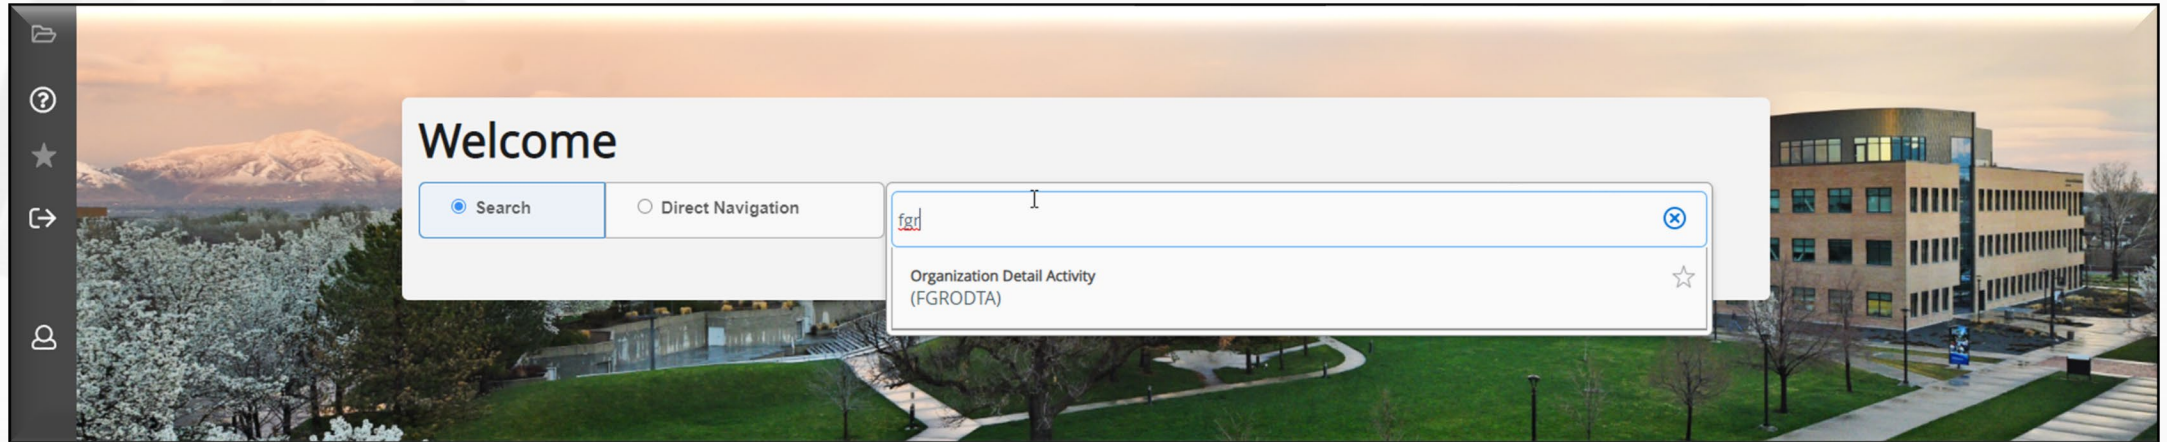 Welcome
Search
Direct Navigation
fgr
Organization Detail Activity
(FGRODTA)